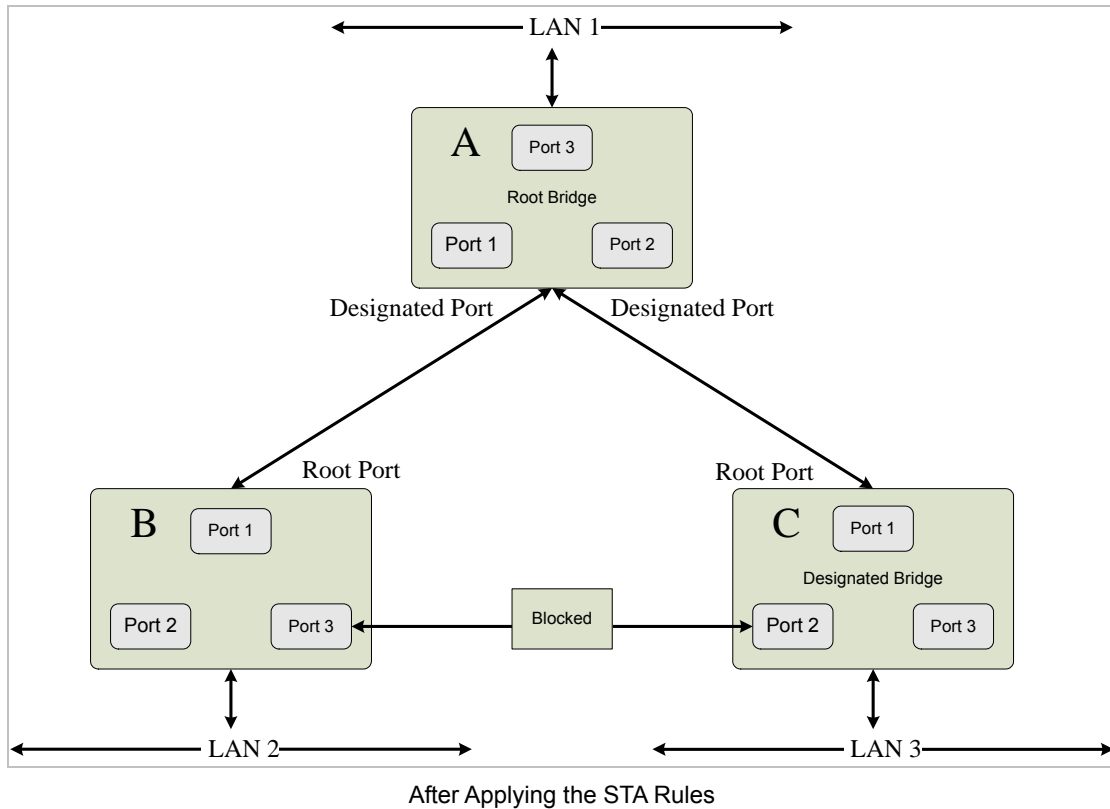 LAN 1
A
Port 3
Root Bridge
Port 1
Port 2
Designated Port
Designated Port
Root Port
Root Port
B
Port 1
C
Port 1
Designated Bridge
Port 2
Port 3
Blocked
Port 2
Port 3
LAN 2
LAN 3
After Applying the STA Rules